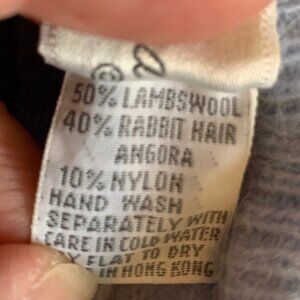 ©
50% LAMBSWOOL
40% RABBIT HAIR
ANGORA
10% NYLON
HAND WASH
SEPARATELY WITH
CARE IN COLD WATER
FLAT TO DRY
IN HONG KONG